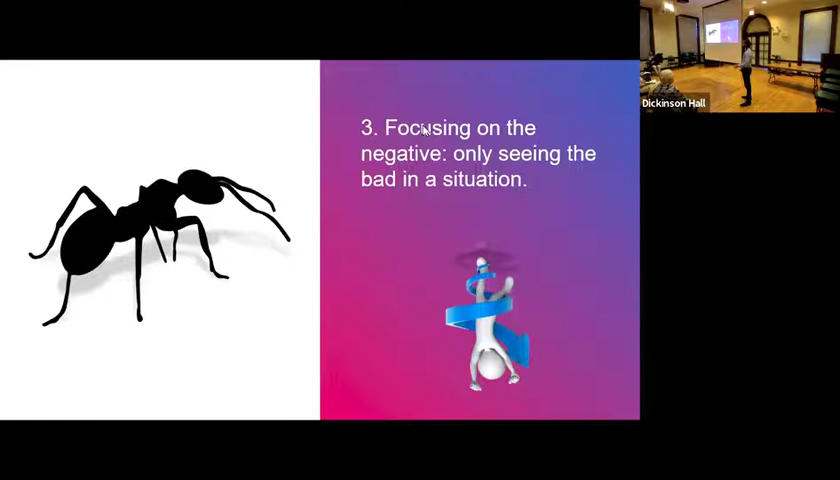 3. Focusing on the
negative: only seeing the
bad in a situation.
Dickinson Hall